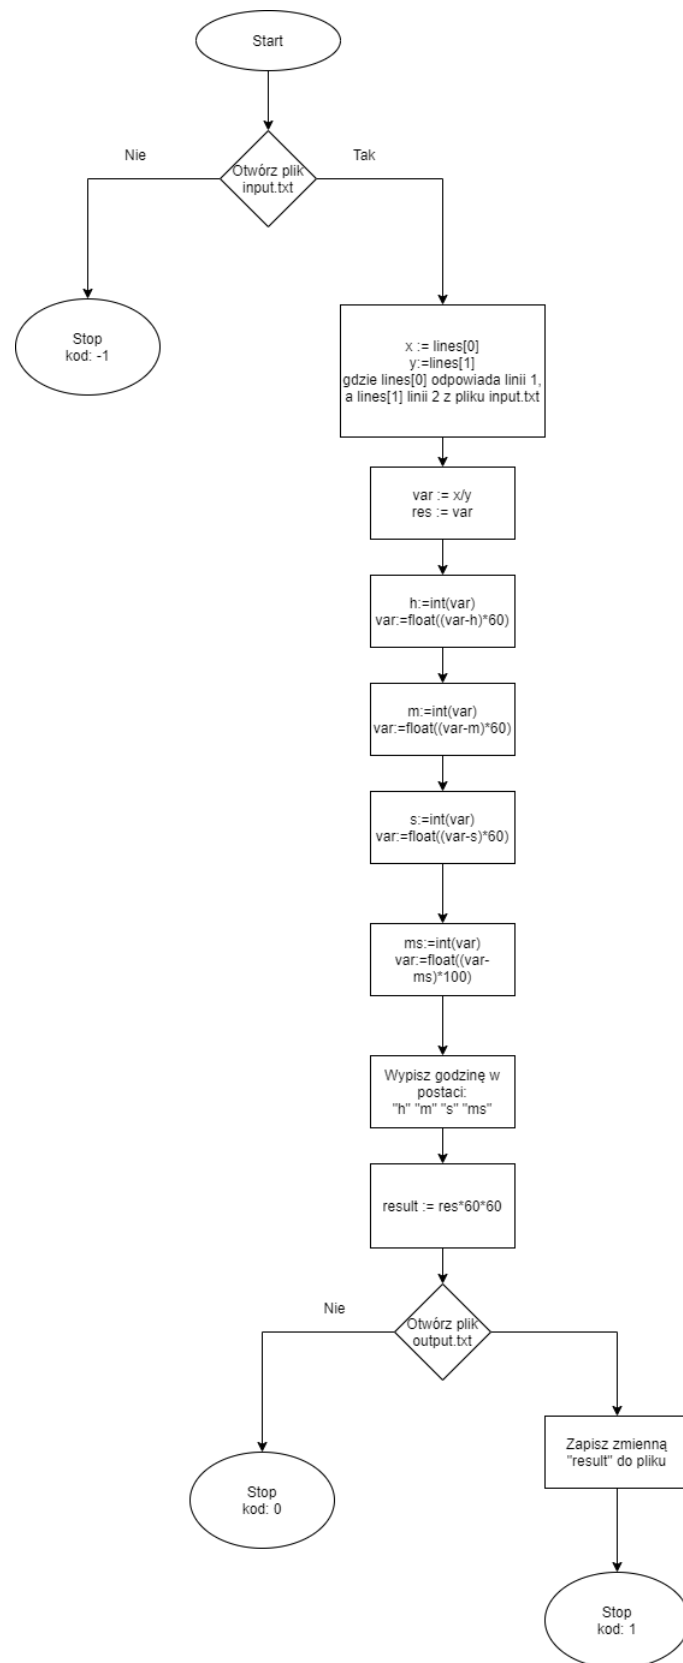 Start
Nie
Tak
Otwórz plik
input.txt
Stop
kod: -1
x := lines[0]
y:=lines[1]
gdzie lines[0] odpowiada linii 1,
a lines[1] linii 2 z pliku input.txt
var := x/y
res := var
h:=int(var)
var:=float((var-h)*60)
m:=int(var)
var:=float((var-m)*60)
s:=int(var)
var:=float((var-s)*60)
ms:=int(var)
var:=float((var-
ms)*100)
Wypisz godzinę w
postaci:
"h" "m" "s" "ms"
result := res*60*60
Nie
Otwórz plik
output.txt
Zapisz zmienną
"result" do pliku
Stop
kod: 0
Stop
kod: 1